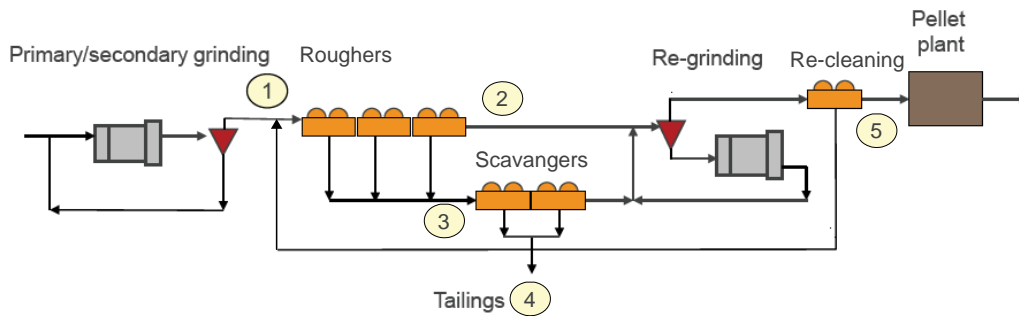 Pellet
plant
Primary/secondary grinding
Roughers
Re-grinding
Re-cleaning
1
2
5
Scavangers
3
Tailings 4